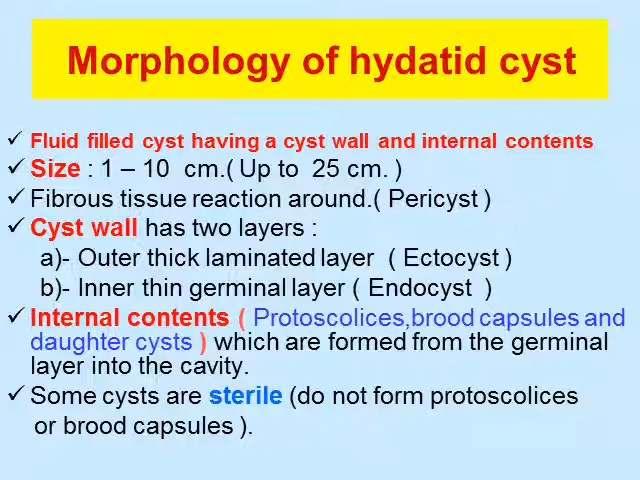 Morphology of hydatid cyst
✓ Fluid filled cyst having a cyst wall and internal contents
✓ Size : 1 – 10 cm.( Up to 25 cm. )
✓ Fibrous tissue reaction around.( Pericyst )
✓ Cyst wall has two layers :
a)- Outer thick laminated layer ( Ectocyst )
b)- Inner thin germinal layer ( Endocyst )
✓ Internal contents ( Protoscolices,brood capsules and
daughter cysts ) which are formed from the germinal
layer into the cavity.
✓ Some cysts are sterile (do not form protoscolices
or brood capsules ).